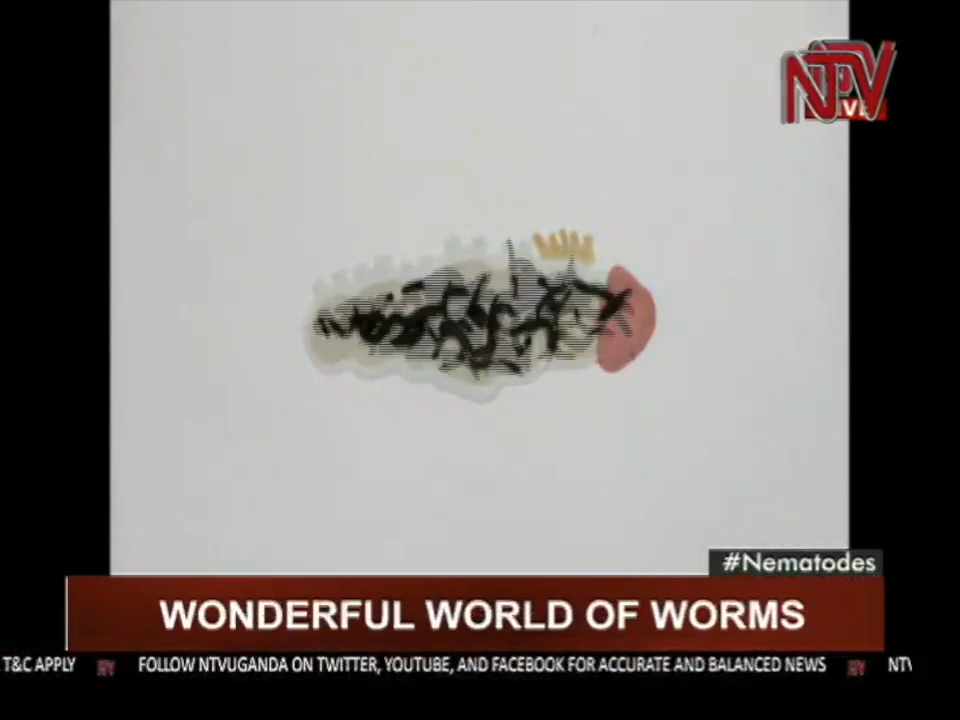 NTV
LIVE
#Nematodes
WONDERFUL WORLD OF WORMS
T&C APPLY
FOLLOW NTVUGANDA ON TWITTER, YOUTUBE, AND FACEBOOK FOR ACCURATE AND BALANCED NEWS